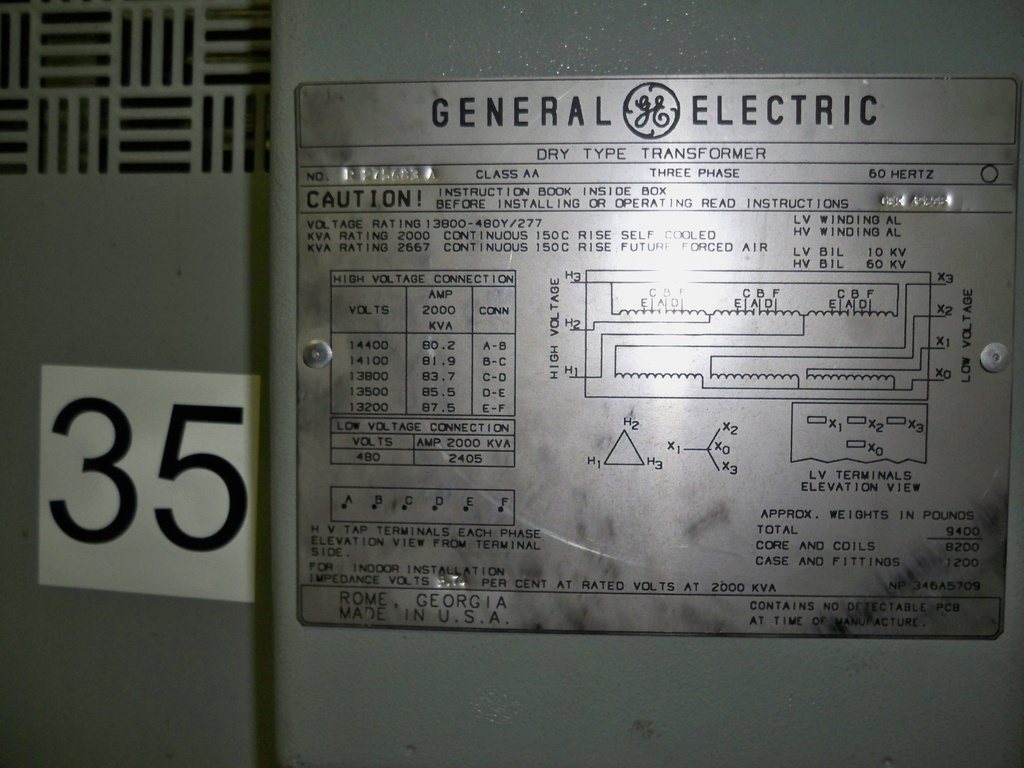 GENERAL GE ELECTRIC
DRY TYPE TRANSFORMER
NO. CLASS AA THREE PHASE 60 HERTZ
CAUTION! INSTRUCTION BOOK INSIDE BOX
BEFORE INSTALLING OR OPERATING READ INSTRUCTIONS
VOLTAGE RATING 13800-480Y/277
KVA RATING 2000 CONTINUOUS 150C RISE SELF COOLED
KVA RATING 2667 CONTINUOUS 150C RISE FUTURE FORCED AIR
LV WINDING AL
HV WINDING AL
LV BIL 10 KV
HV BIL 60 KV
HIGH VOLTAGE CONNECTION
VOLTS AMP 2000 KVA CONN
14400 80.2 A-B
14100 81.9 B-C
13800 83.7 C-D
13500 85.5 D-E
13200 87.5 E-F
LOW VOLTAGE CONNECTION
VOLTS AMP 2000 KVA
480 2405
HIGH VOLTAGE
H3
H2
H1
C B F C B F C B F
E A D E A D E A D
X3
X2
X1
X0
LOW VOLTAGE
H2
H1 H3
X2
X1 X0
X3
X1 X2 X3
X0
LV TERMINALS
ELEVATION VIEW
A B C D E F
HV TAP TERMINALS EACH PHASE
ELEVATION VIEW FROM TERMINAL
SIDE.
FOR INDOOR INSTALLATION
IMPEDANCE VOLTS PER CENT AT RATED VOLTS AT 2000 KVA
APPROX. WEIGHTS IN POUNDS
TOTAL 9400
CORE AND COILS 8200
CASE AND FITTINGS 1200
NP 346A5709
ROME, GEORGIA
MADE IN U.S.A.
CONTAINS NO DETECTABLE PCB
AT TIME OF MANUFACTURE.
35